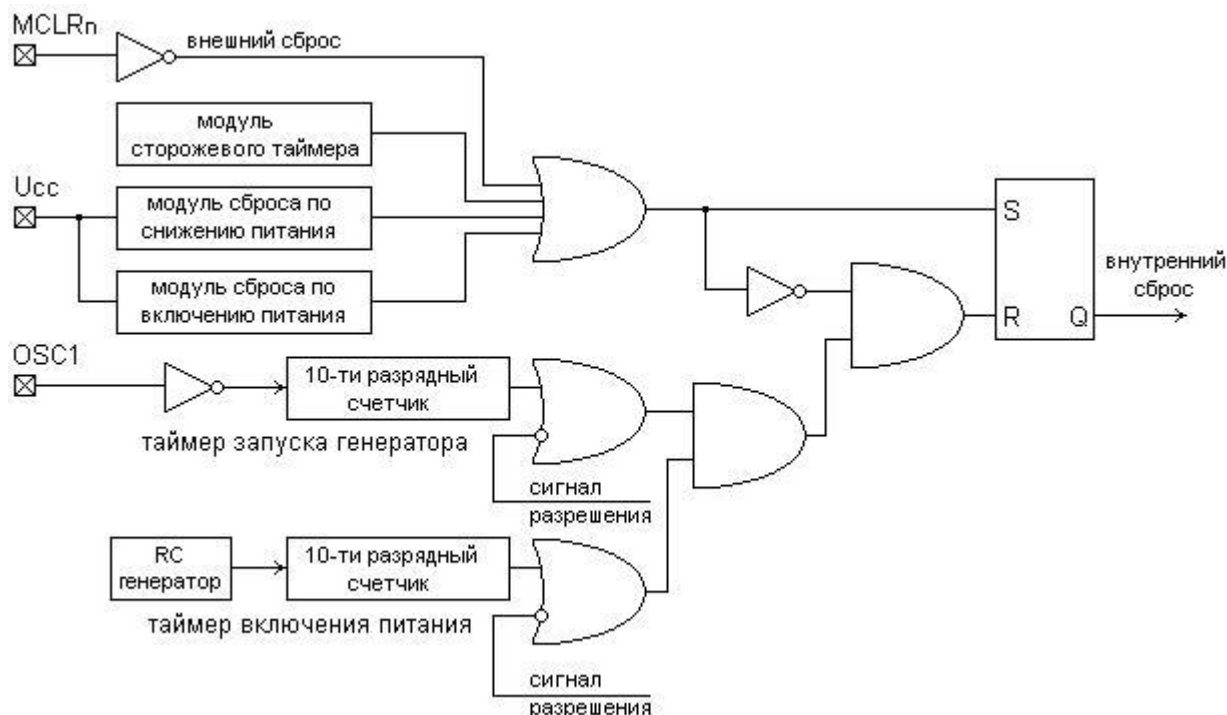 MCLRn
внешний сброс
модуль
сторожевого таймера
Ucc
модуль сброса по
снижению питания
модуль сброса по
включению питания
S
R
Q
внутренний
сброс
OSC1
10-ти разрядный
счетчик
таймер запуска генератора
сигнал
разрешения
RC
генератор
10-ти разрядный
счетчик
таймер включения питания
сигнал
разрешения